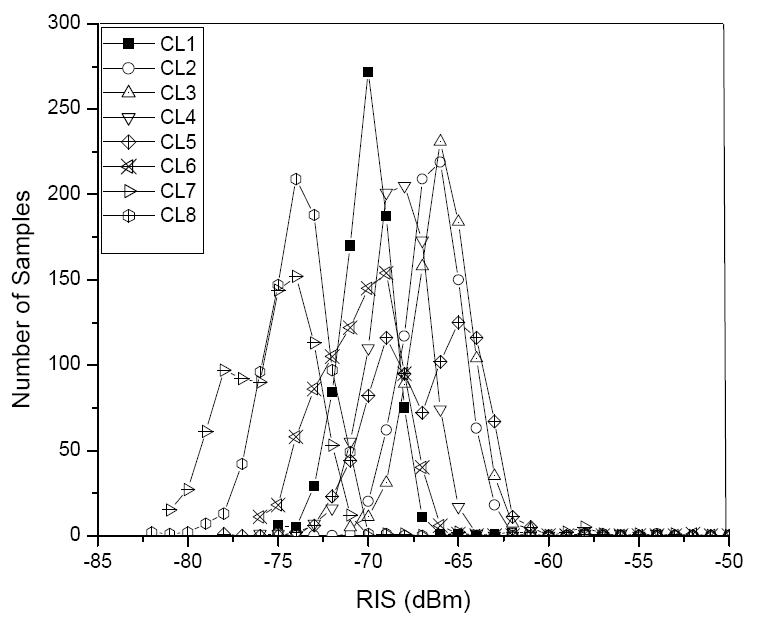 300
250
200
150
100
50
0
Number of Samples
CL1
CL2
CL3
CL4
CL5
CL6
CL7
CL8
-85 -80 -75 -70 -65 -60 -55 -50
RIS (dBm)